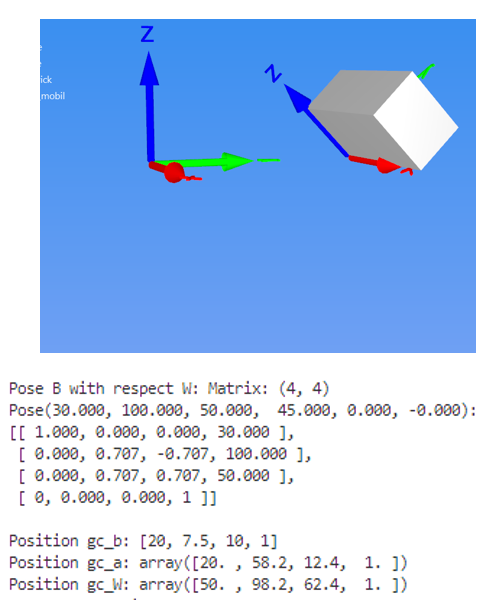 Z
Z
e
ick
_mobil
Pose B with respect W: Matrix: (4, 4)
Pose(30.000, 100.000, 50.000,  45.000, 0.000, -0.000):
[[ 1.000, 0.000, 0.000, 30.000 ],
 [ 0.000, 0.707, -0.707, 100.000 ],
 [ 0.000, 0.707, 0.707, 50.000 ],
 [ 0, 0.000, 0.000, 1 ]]
Position gc_b: [20, 7.5, 10, 1]
Position gc_a: array([20. , 58.2, 12.4,  1. ])
Position gc_W: array([50. , 98.2, 62.4,  1. ])